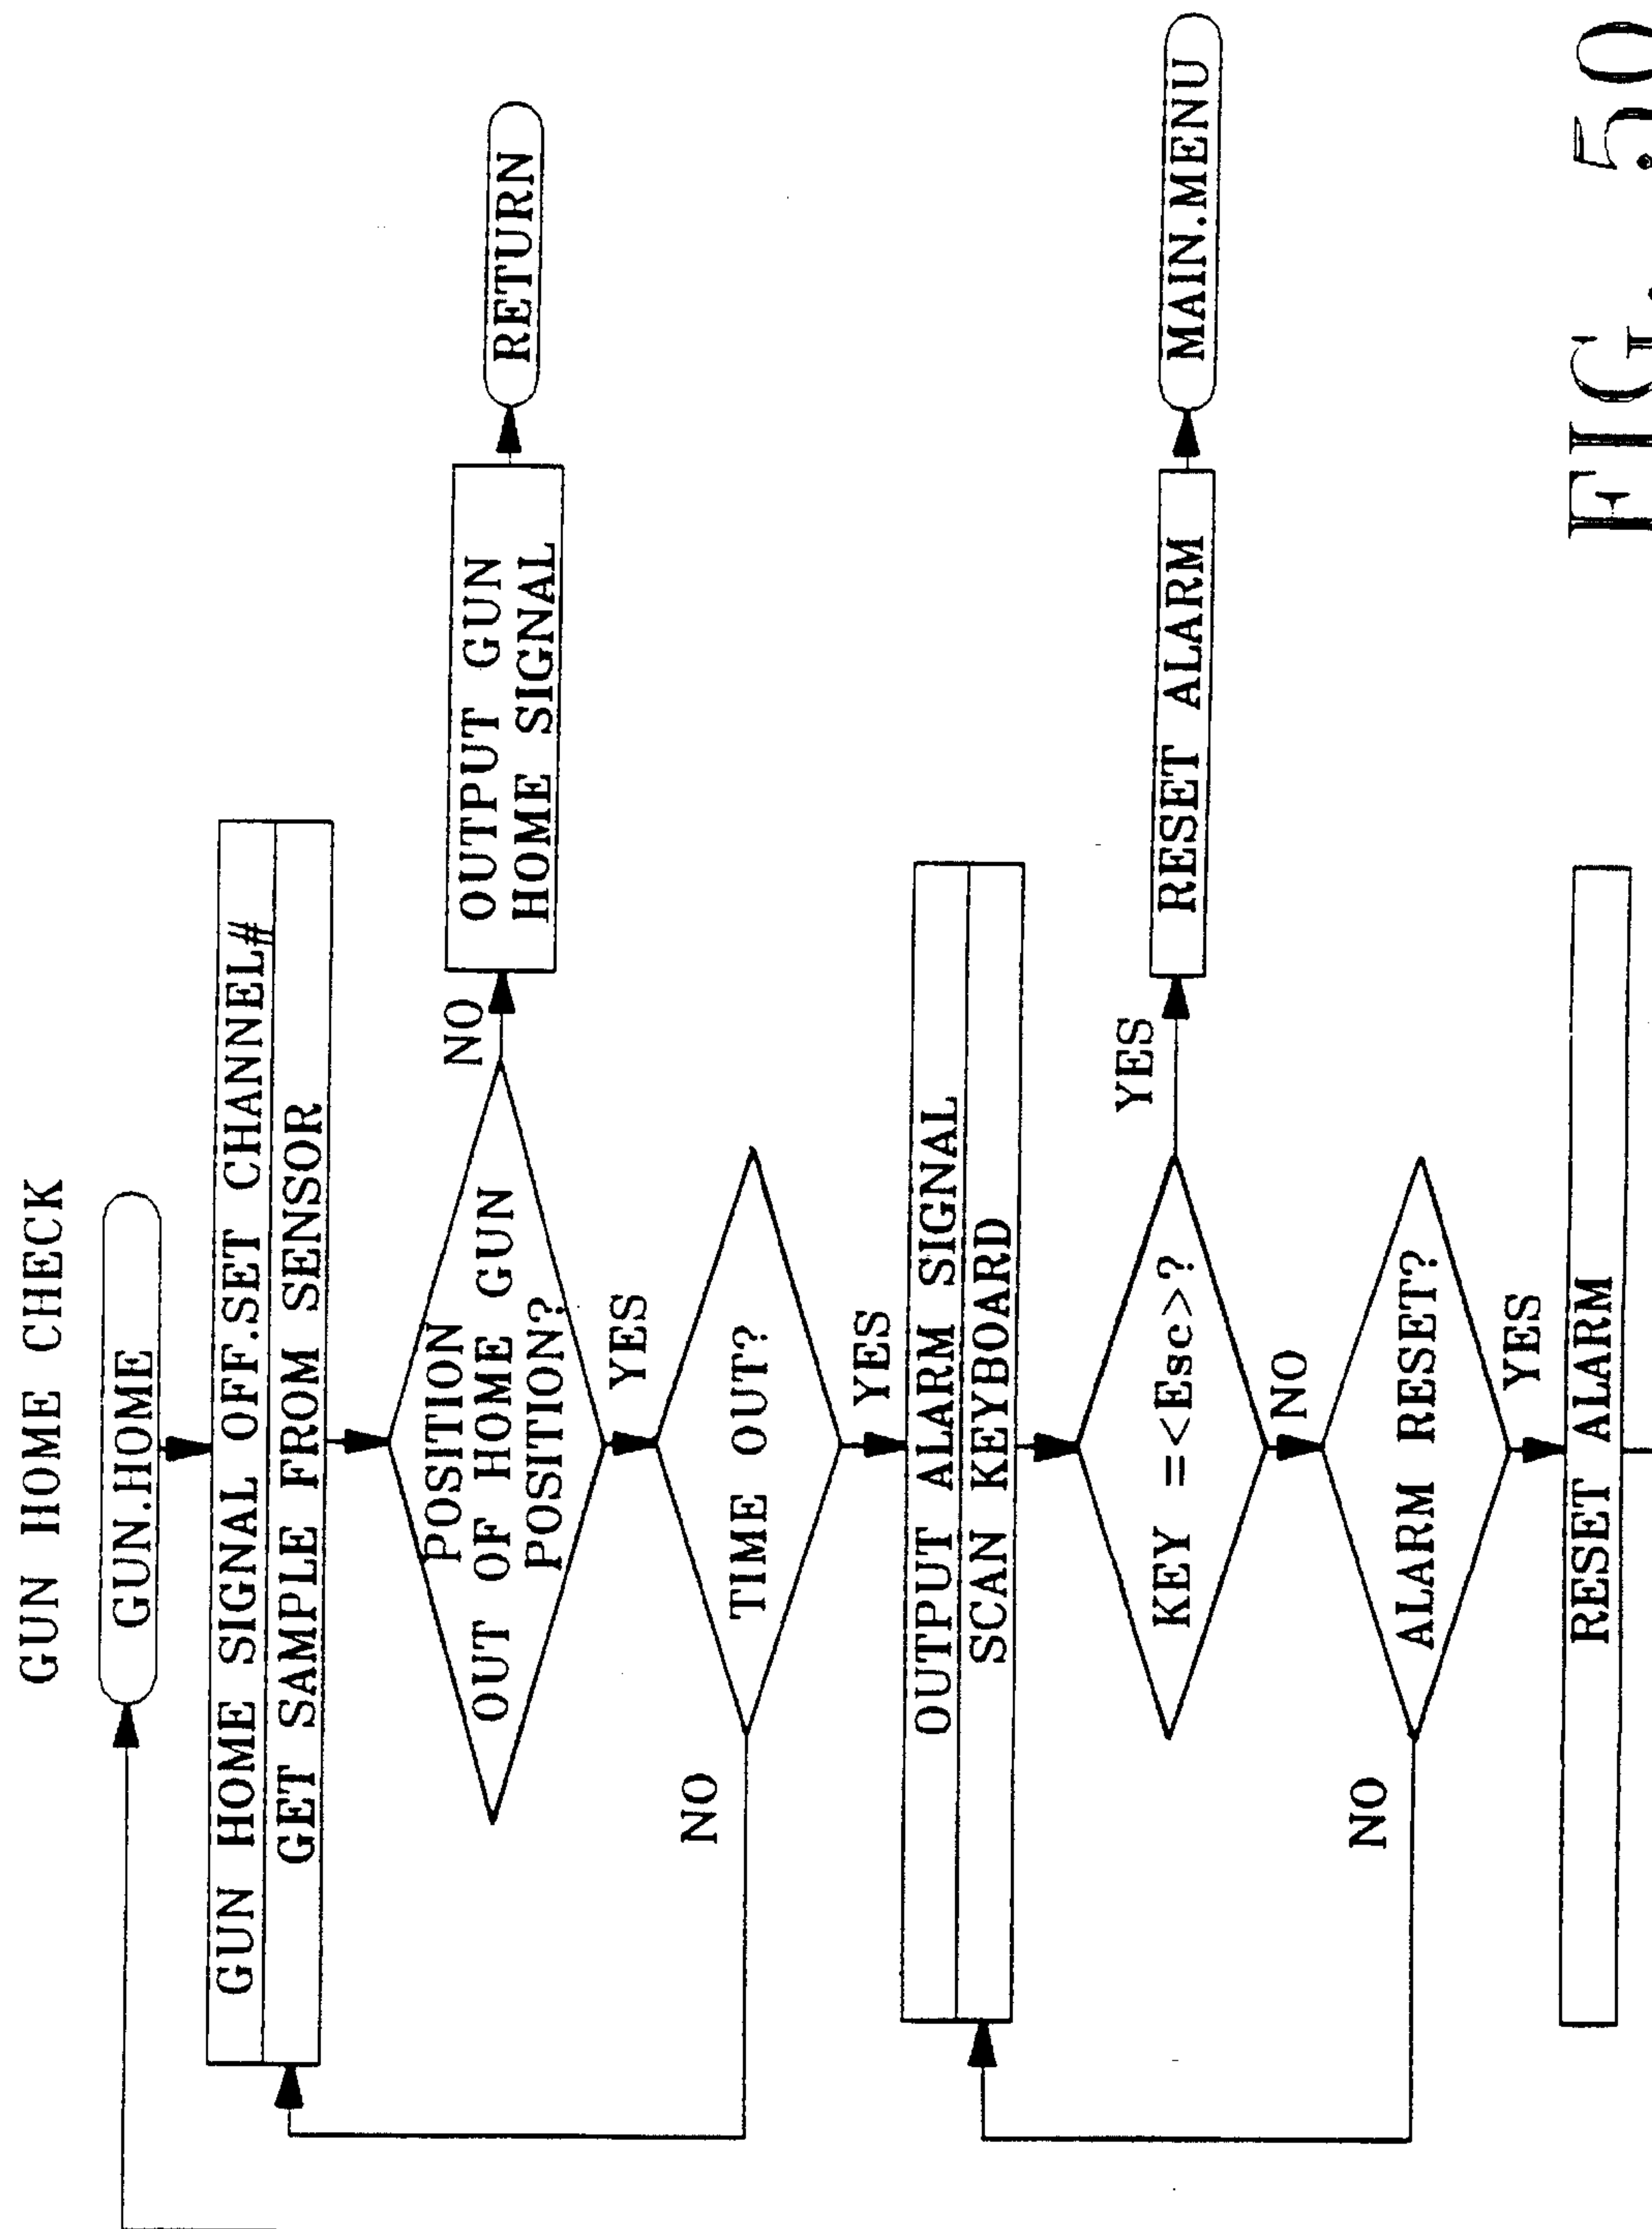 GUN HOME CHECK
GUN.HOME
GUN HOME SIGNAL OFF.SET CHANNEL#
GET SAMPLE FROM SENSOR
POSITION
OUT OF HOME GUN
POSITION?
NO
OUTPUT GUN
HOME SIGNAL
RETURN
YES
TIME OUT?
NO
YES
OUTPUT ALARM SIGNAL
SCAN KEYBOARD
KEY =<Esc>?
YES
RESET ALARM
MAIN.MENU
NO
ALARM RESET?
NO
YES
RESET ALARM
FIG. 50